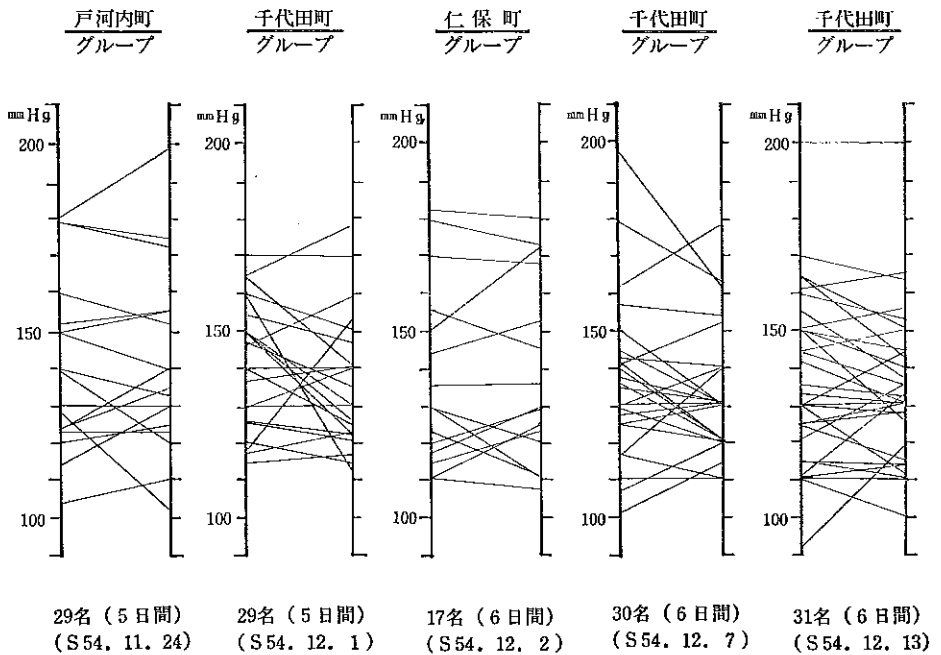 戸河内町
グループ
千代田町
グループ
仁保町
グループ
千代田町
グループ
千代田町
グループ
mmHg
200
150
100
mmHg
200
150
100
mmHg
200
150
100
mmHg
200
150
100
mmHg
200
150
100
29名(5日間)
(S54.11.24)
29名(5日間)
(S54.12.1)
17名(6日間)
(S54.12.2)
30名(6日間)
(S54.12.7)
31名(6日間)
(S54.12.13)